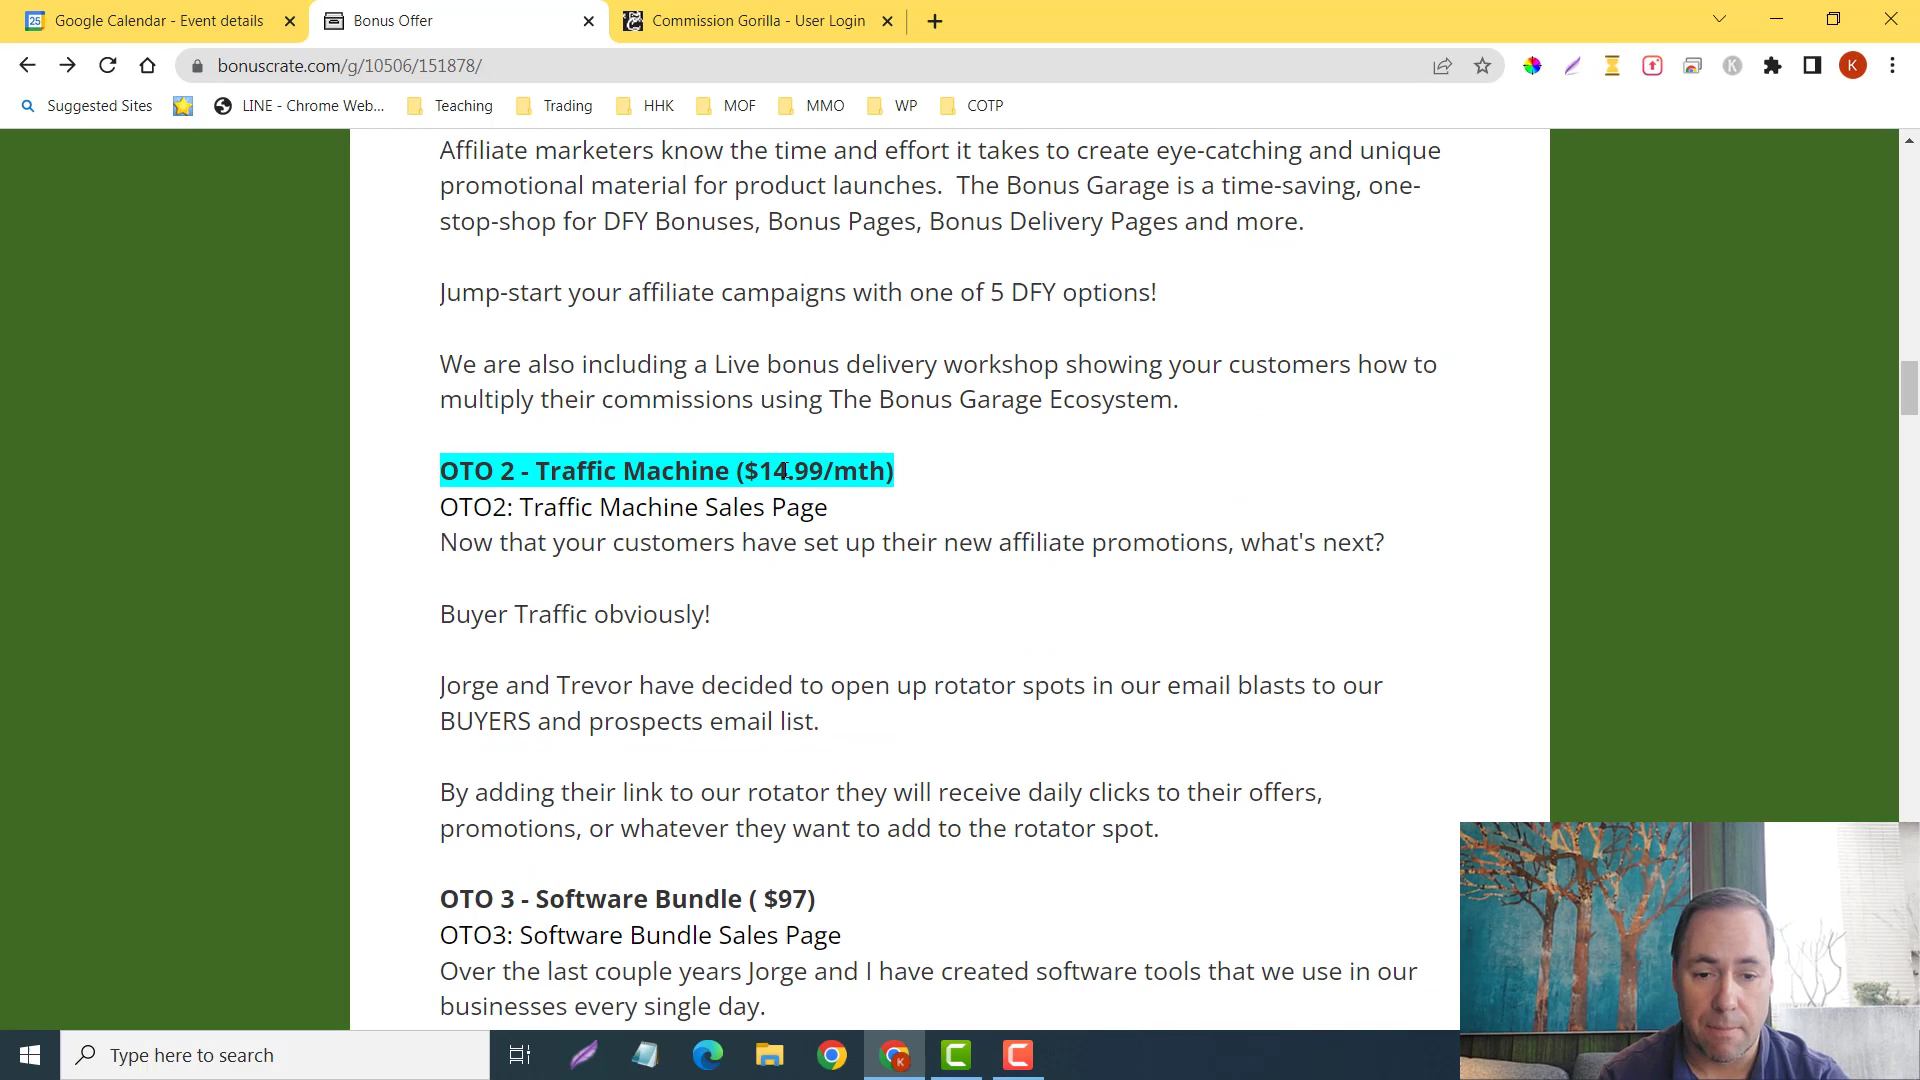 Google Calendar - Event details
Bonus Offer
Commission Gorilla - User Login
bonuscrate.com/g/10506/151878/
K
K
Suggested Sites
LINE - Chrome Web...
Teaching
Trading
HHK
MOF
MMO
WP
COTP
Affiliate marketers know the time and effort it takes to create eye-catching and unique
promotional material for product launches. The Bonus Garage is a time-saving, one-
stop-shop for DFY Bonuses, Bonus Pages, Bonus Delivery Pages and more.
Jump-start your affiliate campaigns with one of 5 DFY options!
We are also including a Live bonus delivery workshop showing your customers how to
multiply their commissions using The Bonus Garage Ecosystem.
OTO 2 - Traffic Machine ($14.99/mth)
OTO2: Traffic Machine Sales Page
Now that your customers have set up their new affiliate promotions, what's next?
Buyer Traffic obviously!
Jorge and Trevor have decided to open up rotator spots in our email blasts to our
BUYERS and prospects email list.
By adding their link to our rotator they will receive daily clicks to their offers,
promotions, or whatever they want to add to the rotator spot.
OTO 3 - Software Bundle ( $97)
OTO3: Software Bundle Sales Page
Over the last couple years Jorge and I have created software tools that we use in our
businesses every single day.
Type here to search